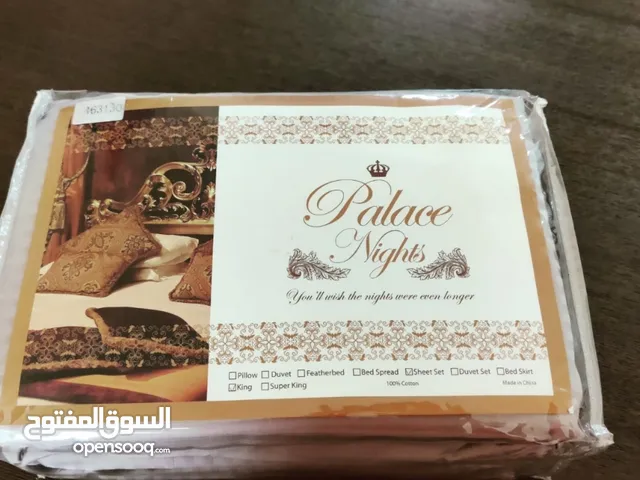 463130
Palace
Nights
You'll wish the nights were even longer
Pillow Duvet Featherbed Bed Spread Sheet Set Duvet Set Bed Skirt
King Super King 100% Cotton Made in China
السوق المفتوح
opensooq.com